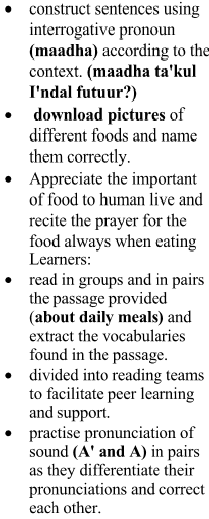 • construct sentences using
interrogative pronoun
(maadha) according to the
context. (maadha ta'kul
I'ndal futuur?)
• download pictures of
different foods and name
them correctly.
• Appreciate the important
of food to human live and
recite the prayer for the
food always when eating
Learners:
• read in groups and in pairs
the passage provided
(about daily meals) and
extract the vocabularies
found in the passage.
• divided into reading teams
to facilitate peer learning
and support.
• practise pronunciation of
sound (A' and A) in pairs
as they differentiate their
pronunciations and correct
each other.